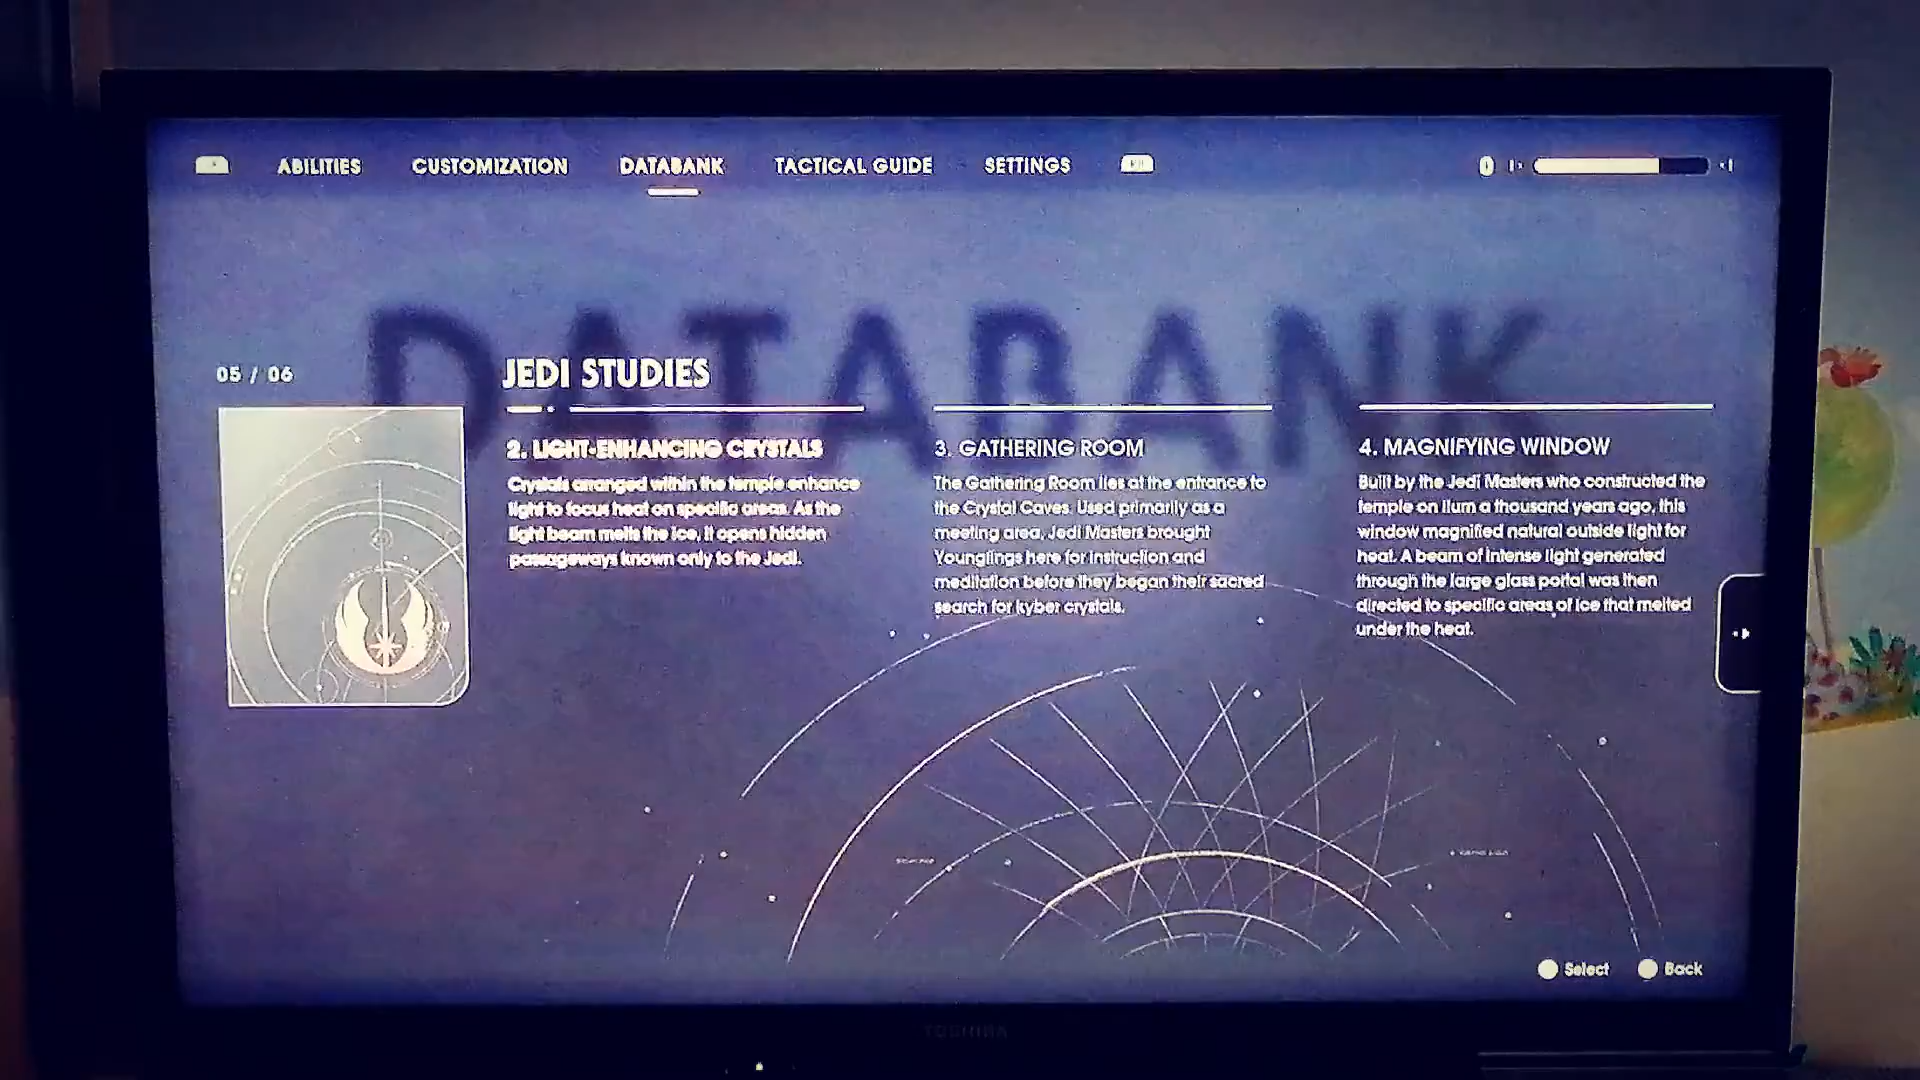 ABILITIES CUSTOMIZATION DATABANK TACTICAL GUIDE SETTINGS 0
DATABANK
05 / 06
JEDI STUDIES
2. LIGHT-ENHANCING CRYSTALS
Crystals arranged within the temple enhance
light to focus heat on specific areas. As the
light beam melts the ice, it opens hidden
passageways known only to the Jedi.
3. GATHERING ROOM
The Gathering Room lies at the entrance to
the Crystal Caves. Used primarily as a
meeting area, Jedi Masters brought
Younglings here for instruction and
meditation before they began their sacred
search for kyber crystals.
4. MAGNIFYING WINDOW
Built by the Jedi Masters who constructed the
temple on Ilum a thousand years ago, this
window magnified natural outside light for
heat. A beam of intense light generated
through the large glass portal was then
directed to specific areas of ice that melted
under the heat.
Select Back
TOSHIBA